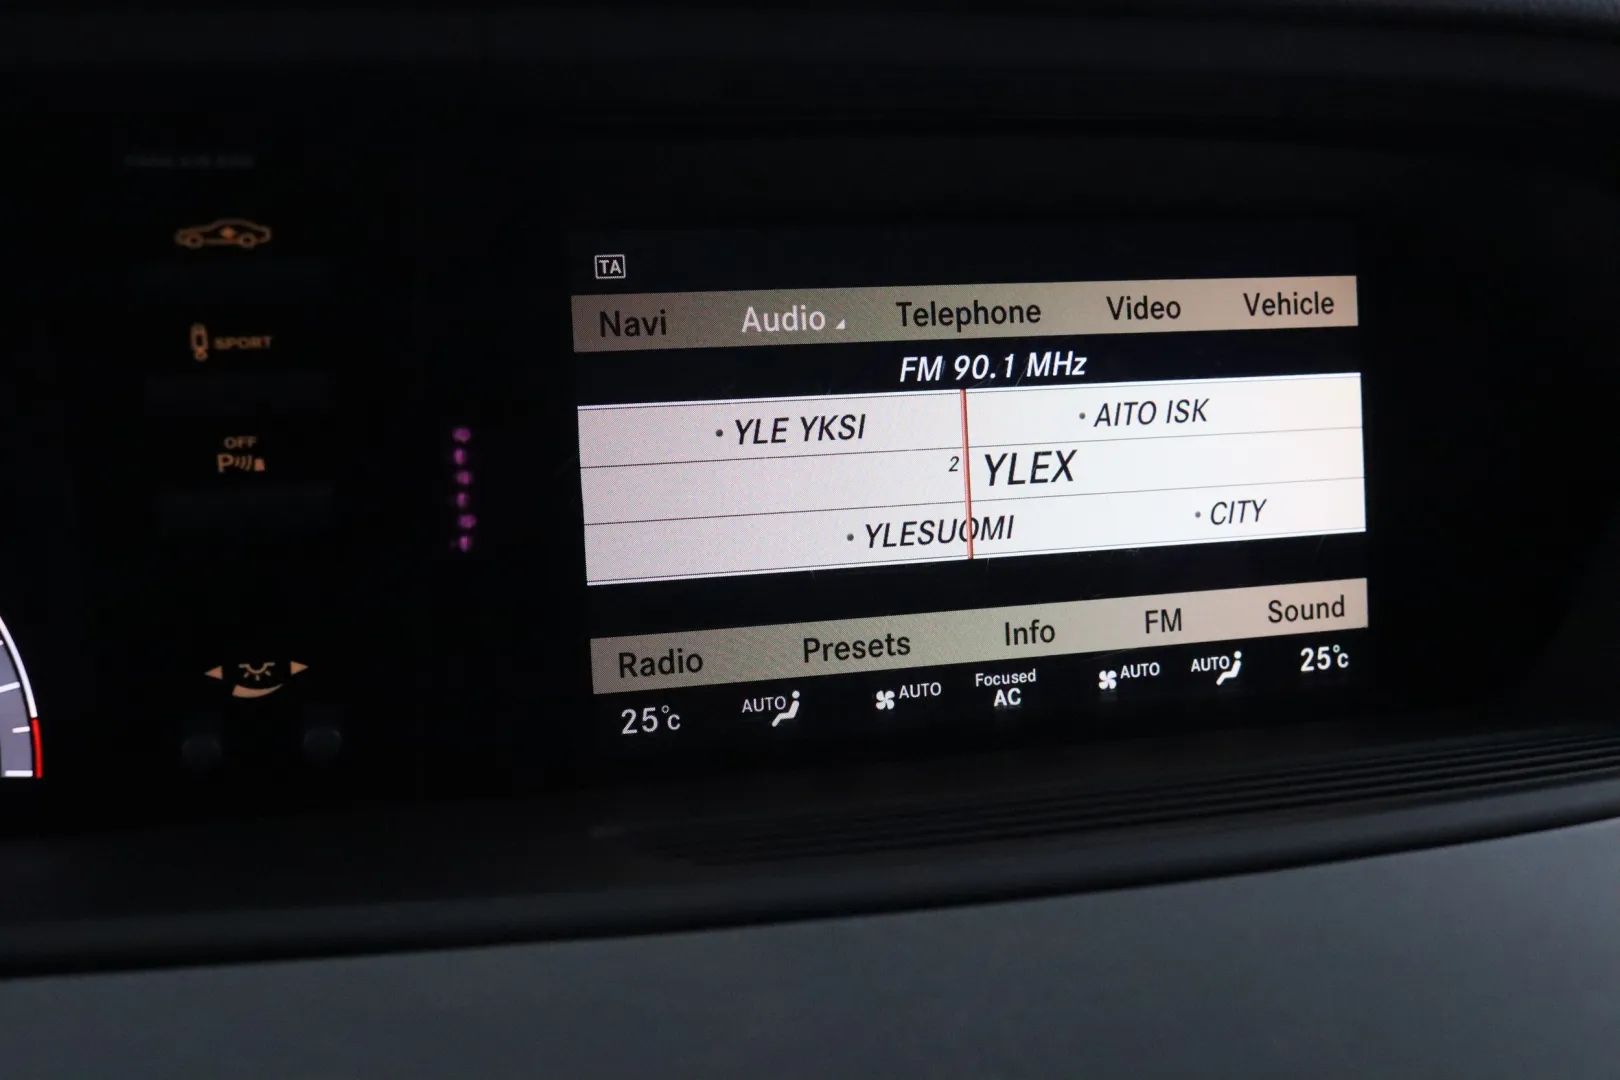 TA
Navi Audio Telephone Video Vehicle
FM 90.1 MHz
• YLE YKSI • AITO ISK
2 YLEX
• YLESUOMI • CITY
Radio Presets Info FM Sound
25°C AUTO AUTO Focused AC AUTO AUTO 25°C
SPORT
OFF
P